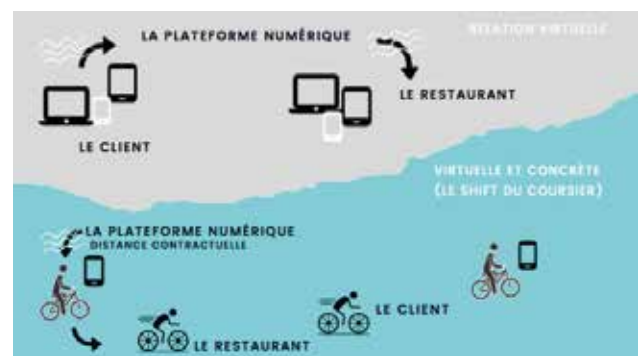 RELATION VIRTUELLE
LA PLATEFORME NUMÉRIQUE
LE RESTAURANT
LE CLIENT
VIRTUELLE ET CONCRÈTE
(LE SHIFT DU COURSIER)
LA PLATEFORME NUMÉRIQUE
DISTANCE CONTRACTUELLE
LE CLIENT
LE RESTAURANT